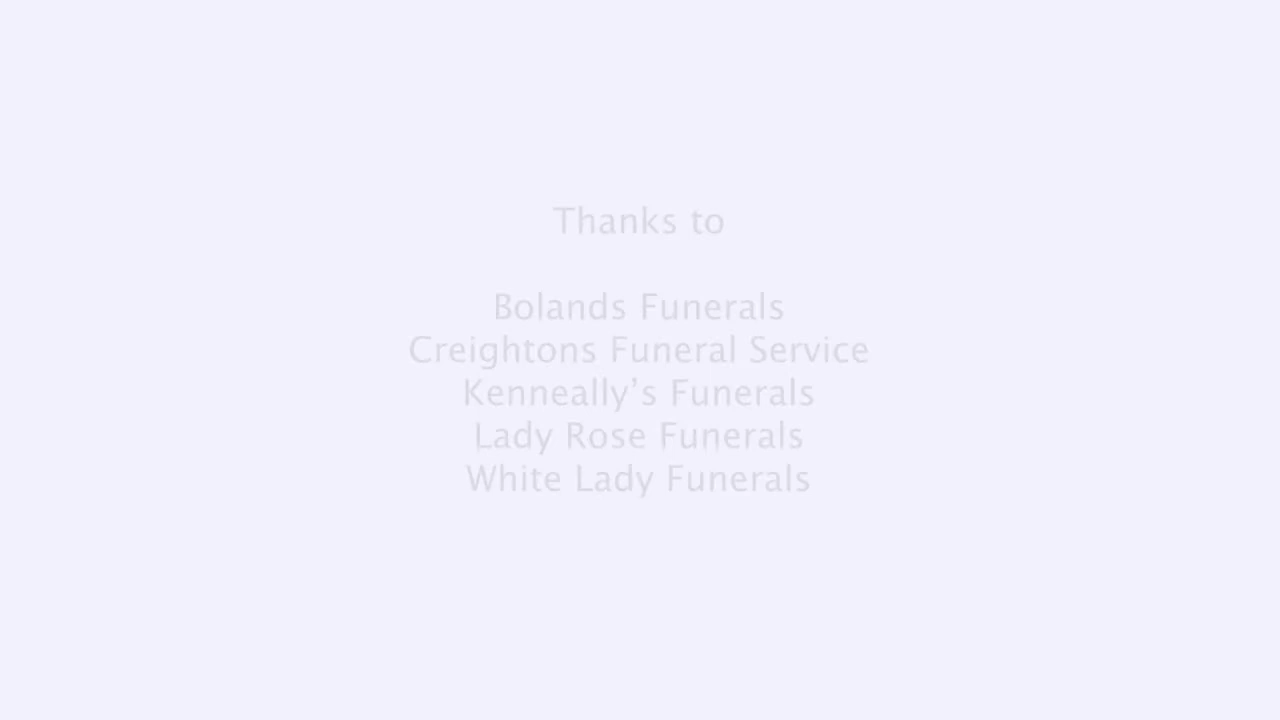 Thanks to
Bolands Funerals
Creightons Funeral Service
Kenneally’s Funerals
Lady Rose Funerals
White Lady Funerals